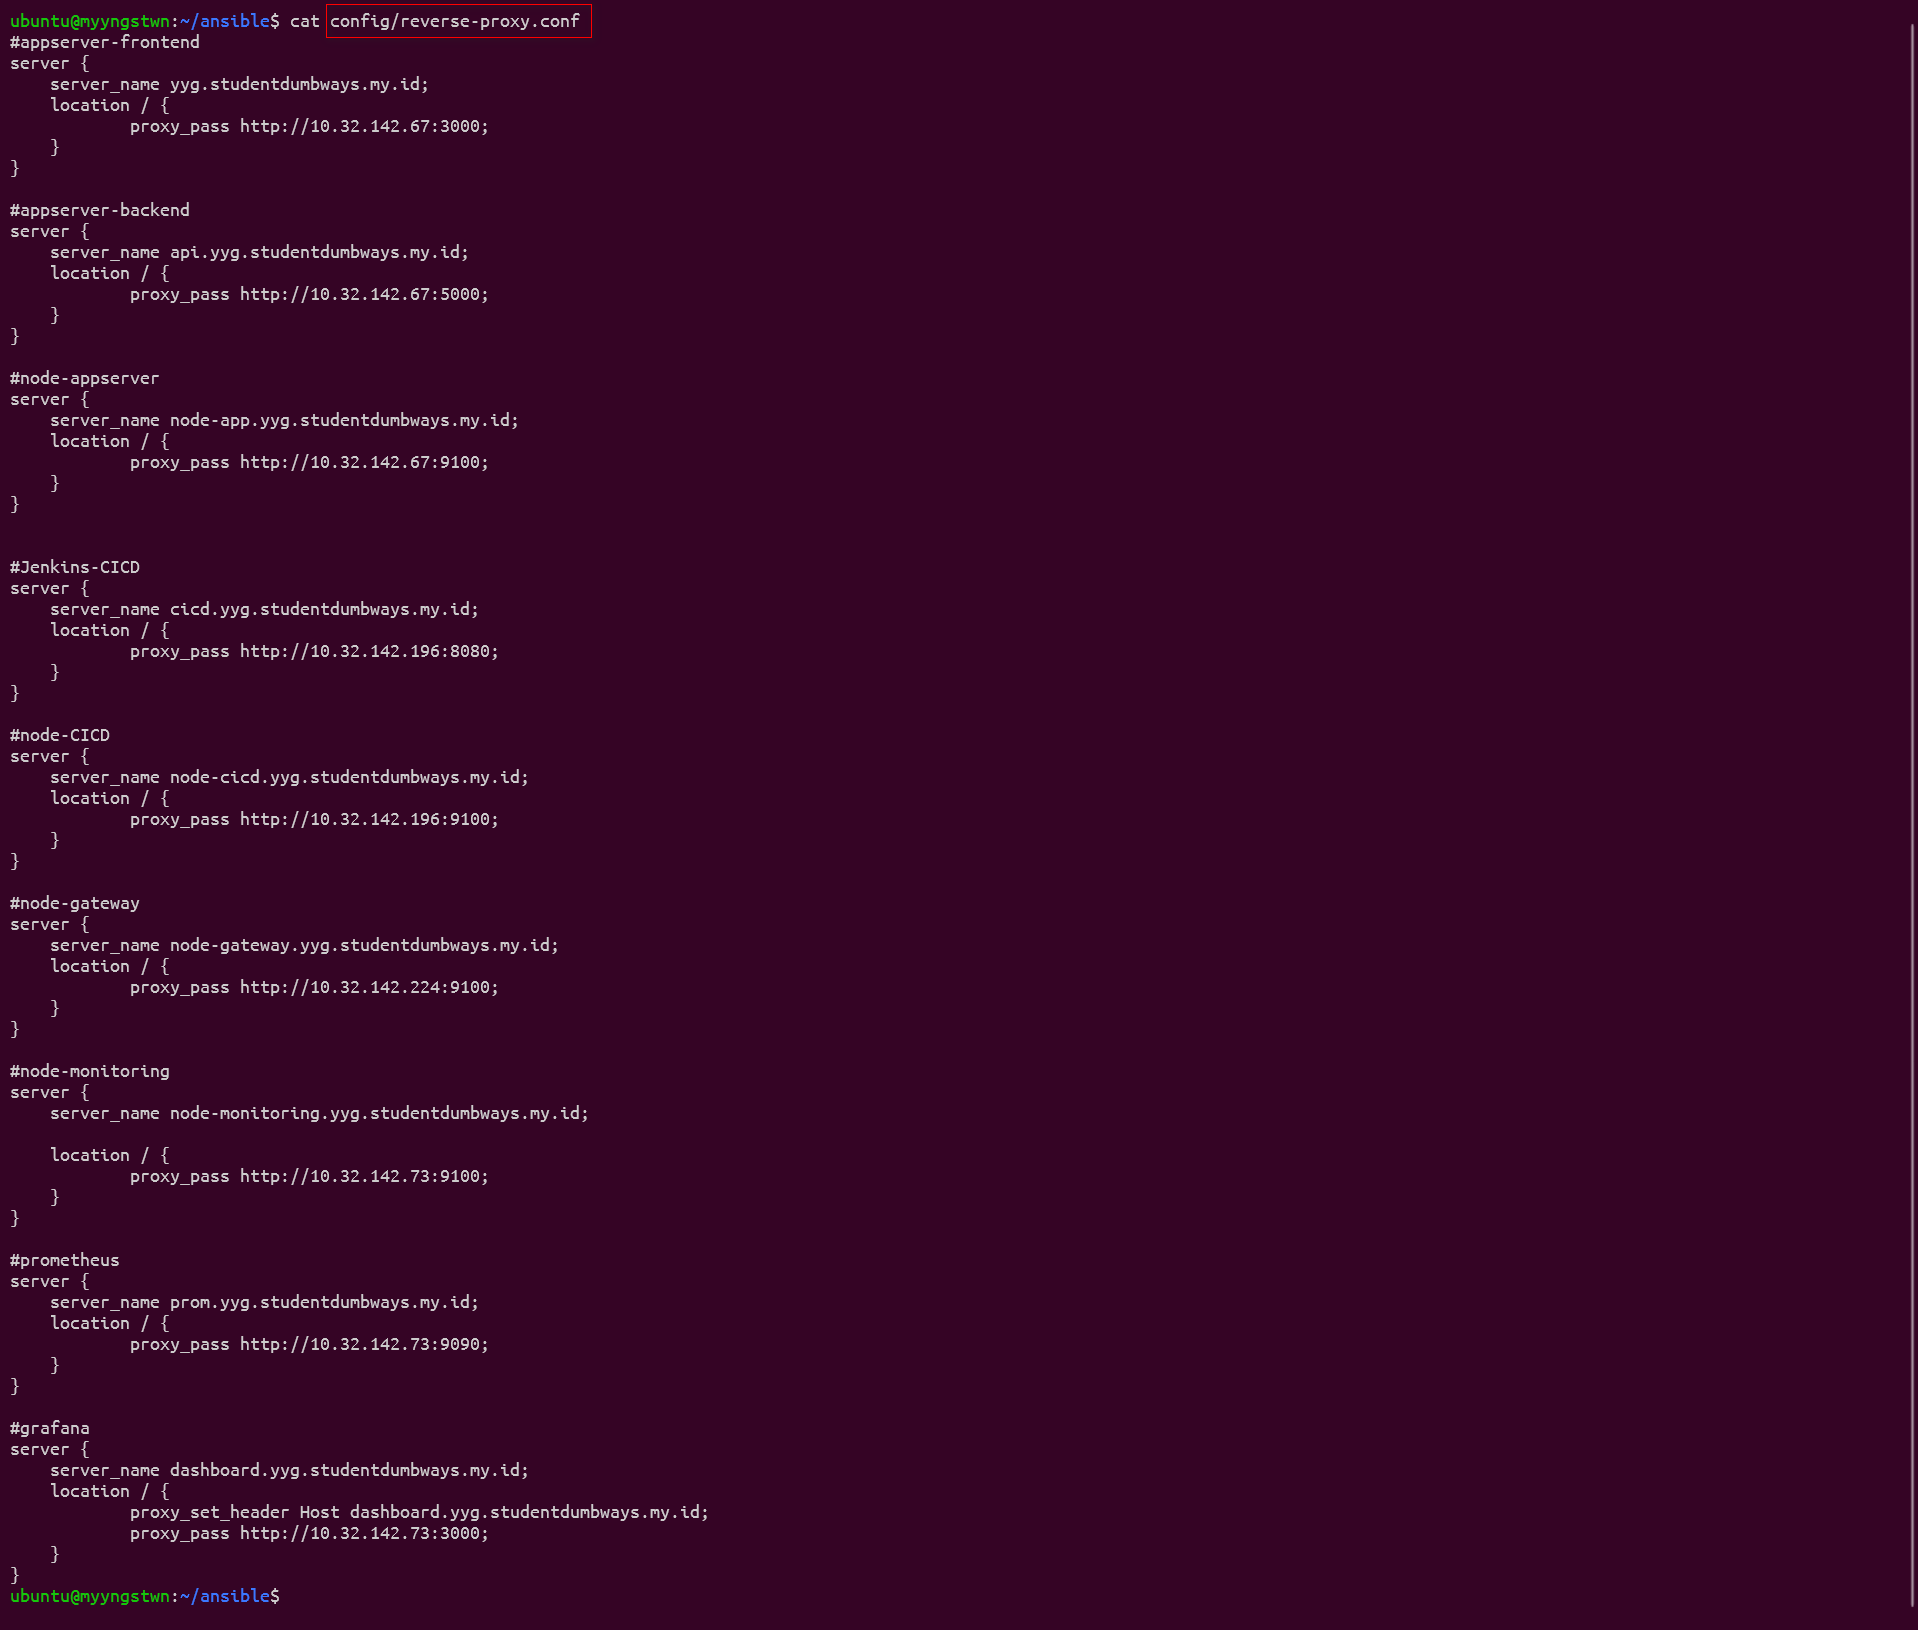 ubuntu@myyngstwn:~/ansible$ cat config/reverse-proxy.conf
#appserver-frontend
server {
    server_name yyg.studentdumbways.my.id;
    location / {
            proxy_pass http://10.32.142.67:3000;
    }
}

#appserver-backend
server {
    server_name api.yyg.studentdumbways.my.id;
    location / {
            proxy_pass http://10.32.142.67:5000;
    }
}

#node-appserver
server {
    server_name node-app.yyg.studentdumbways.my.id;
    location / {
            proxy_pass http://10.32.142.67:9100;
    }
}


#Jenkins-CICD
server {
    server_name cicd.yyg.studentdumbways.my.id;
    location / {
            proxy_pass http://10.32.142.196:8080;
    }
}

#node-CICD
server {
    server_name node-cicd.yyg.studentdumbways.my.id;
    location / {
            proxy_pass http://10.32.142.196:9100;
    }
}

#node-gateway
server {
    server_name node-gateway.yyg.studentdumbways.my.id;
    location / {
            proxy_pass http://10.32.142.224:9100;
    }
}

#node-monitoring
server {
    server_name node-monitoring.yyg.studentdumbways.my.id;

    location / {
            proxy_pass http://10.32.142.73:9100;
    }
}

#prometheus
server {
    server_name prom.yyg.studentdumbways.my.id;
    location / {
            proxy_pass http://10.32.142.73:9090;
    }
}

#grafana
server {
    server_name dashboard.yyg.studentdumbways.my.id;
    location / {
            proxy_set_header Host dashboard.yyg.studentdumbways.my.id;
            proxy_pass http://10.32.142.73:3000;
    }
}
ubuntu@myyngstwn:~/ansible$